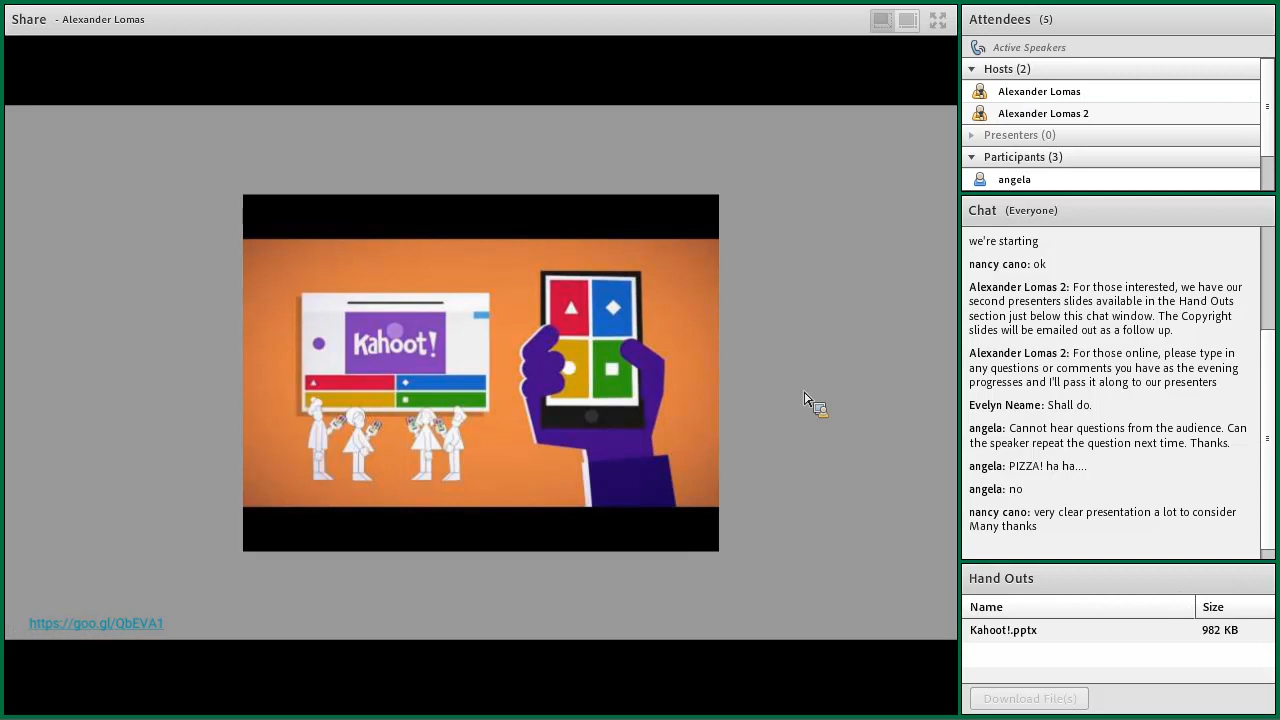 Share - Alexander Lomas
Kahoot!
https://goo.gl/QbEVA1
Attendees (5)
Active Speakers
Hosts (2)
Alexander Lomas
Alexander Lomas 2
Presenters (0)
Participants (3)
angela
Chat (Everyone)
we're starting
nancy cano: ok
Alexander Lomas 2: For those interested, we have our
second presenters slides available in the Hand Outs
section just below this chat window. The Copyright
slides will be emailed out as a follow up.
Alexander Lomas 2: For those online, please type in
any questions or comments you have as the evening
progresses and I'll pass it along to our presenters
Evelyn Neame: Shall do.
angela: Cannot hear questions from the audience. Can
the speaker repeat the question next time. Thanks.
angela: PIZZA! ha ha....
angela: no
nancy cano: very clear presentation a lot to consider
Many thanks
Hand Outs
Name Size
Kahoot!.pptx 982 KB
Download File(s)